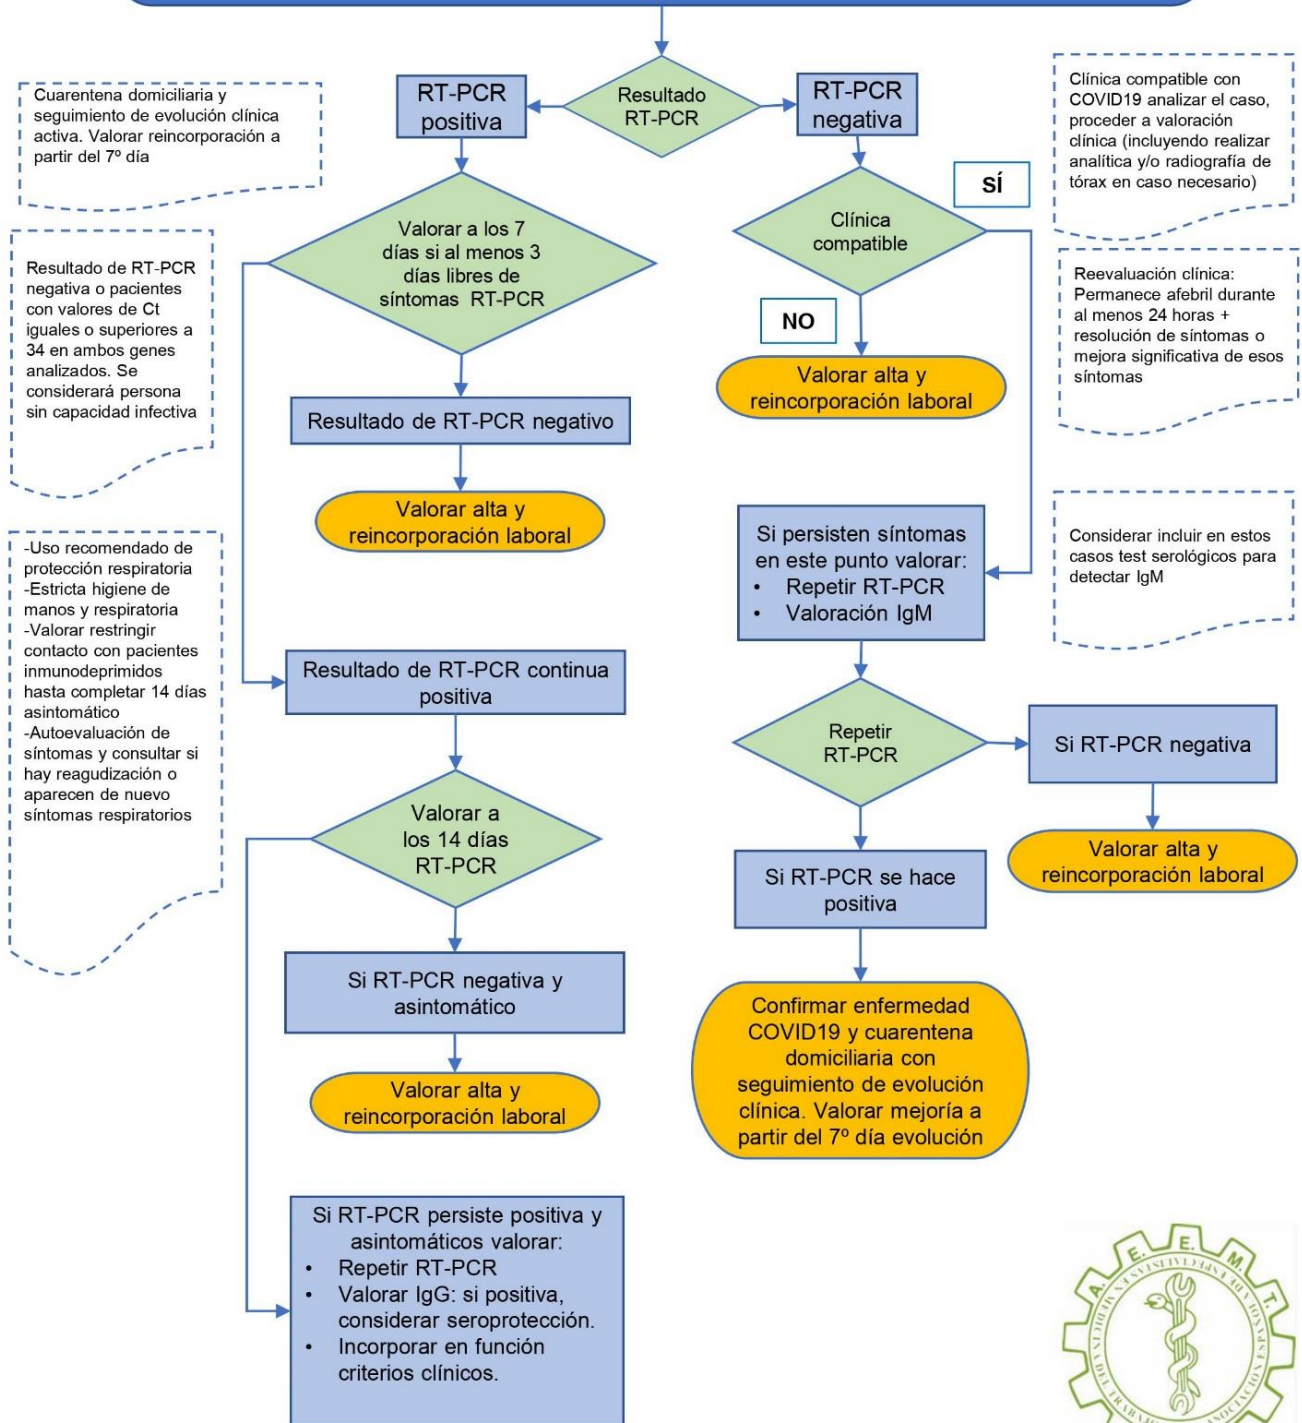 Resultado
RT-PCR
RT-PCR
positiva
RT-PCR
negativa
Cuarentena domiciliaria y
seguimiento de evolución clínica
activa. Valorar reincorporación a
partir del 7º día
Clínica compatible con
COVID19 analizar el caso,
proceder a valoración
clínica (incluyendo realizar
analítica y/o radiografía de
tórax en caso necesario)
SÍ
Valorar a los 7
días si al menos 3
días libres de
síntomas RT-PCR
Clínica
compatible
Resultado de RT-PCR
negativa o pacientes
con valores de Ct
iguales o superiores a
34 en ambos genes
analizados. Se
considerará persona
sin capacidad infectiva
Reevaluación clínica:
Permanece afebril durante
al menos 24 horas +
resolución de síntomas o
mejora significativa de esos
síntomas
NO
Valorar alta y
reincorporación laboral
Resultado de RT-PCR negativo
Valorar alta y
reincorporación laboral
Si persisten síntomas
en este punto valorar:
• Repetir RT-PCR
• Valoración IgM
Considerar incluir en estos
casos test serológicos para
detectar IgM
-Uso recomendado de
protección respiratoria
-Estricta higiene de
manos y respiratoria
-Valorar restringir
contacto con pacientes
inmunodeprimidos
hasta completar 14 días
asintomático
-Autoevaluación de
síntomas y consultar si
hay reagudización o
aparecen de nuevo
síntomas respiratorios
Resultado de RT-PCR continua
positiva
Repetir
RT-PCR
Si RT-PCR negativa
Valorar a
los 14 días
RT-PCR
Valorar alta y
reincorporación laboral
Si RT-PCR se hace
positiva
Si RT-PCR negativa y
asintomático
Confirmar enfermedad
COVID19 y cuarentena
domiciliaria con
seguimiento de evolución
clínica. Valorar mejoría a
partir del 7º día evolución
Valorar alta y
reincorporación laboral
Si RT-PCR persiste positiva y
asintomáticos valorar:
• Repetir RT-PCR
• Valorar IgG: si positiva,
considerar seroprotección.
• Incorporar en función
criterios clínicos.
A. E. E. M. T.
ASOCIACIÓN ESPAÑOLA DE ESPECIALISTAS EN MEDICINA DEL TRABAJO